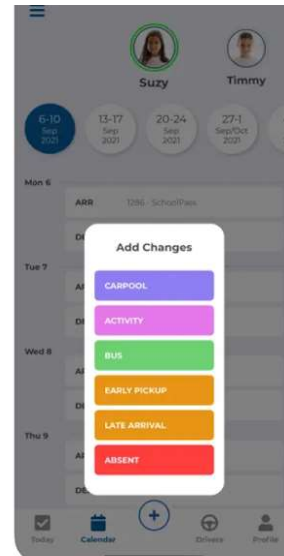 Suzy
Timmy
6-10
Sep
2021
13-17
Sep
2021
20-24
Sep
2021
27-1
Sep/Oct
2021
Mon 6
ARR 1286 - SchoolPass
Add Changes
Tue 7
CARPOOL
ACTIVITY
BUS
Wed 8
EARLY PICKUP
LATE ARRIVAL
Thu 9
ABSENT
Today
Calendar
Drivers
Profile